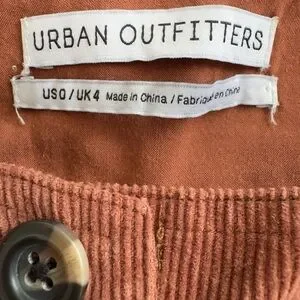 URBAN OUTFITTERS
US0 / UK4 Made in China / Fabriqué en Chine